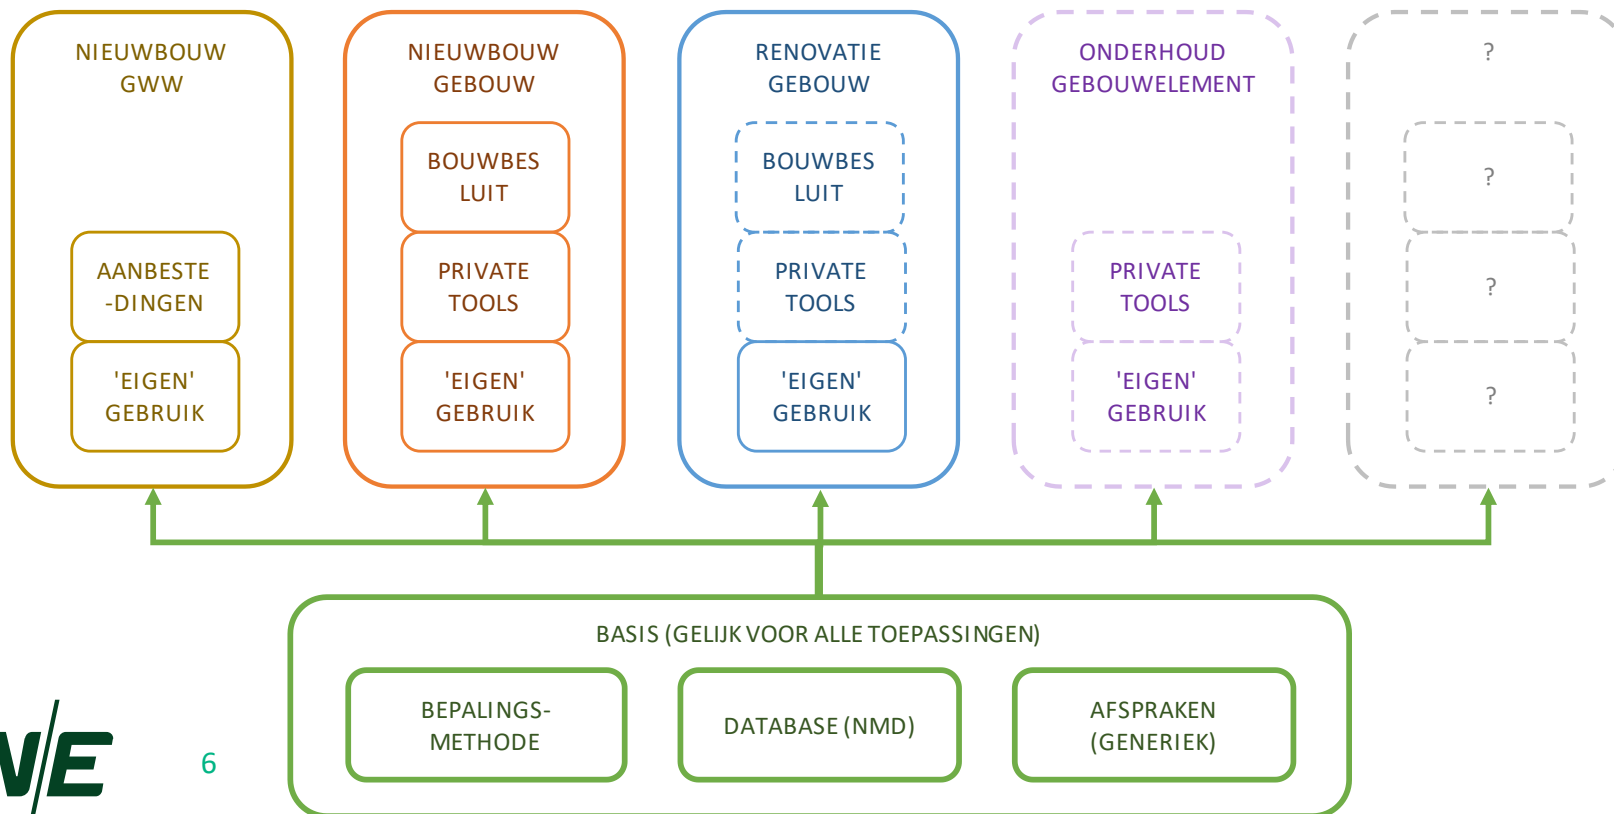 NIEUWBOUW
GWW
AANBESTE
-DINGEN
'EIGEN'
GEBRUIK
NIEUWBOUW
GEBOUW
BOUWBES
LUIT
PRIVATE
TOOLS
'EIGEN'
GEBRUIK
RENOVATIE
GEBOUW
BOUWBES
LUIT
PRIVATE
TOOLS
'EIGEN'
GEBRUIK
ONDERHOUD
GEBOUWELEMENT
PRIVATE
TOOLS
'EIGEN'
GEBRUIK
?
?
?
?
BASIS (GELIJK VOOR ALLE TOEPASSINGEN)
BEPALINGS-
METHODE
DATABASE (NMD)
AFSPRAKEN
(GENERIEK)
6